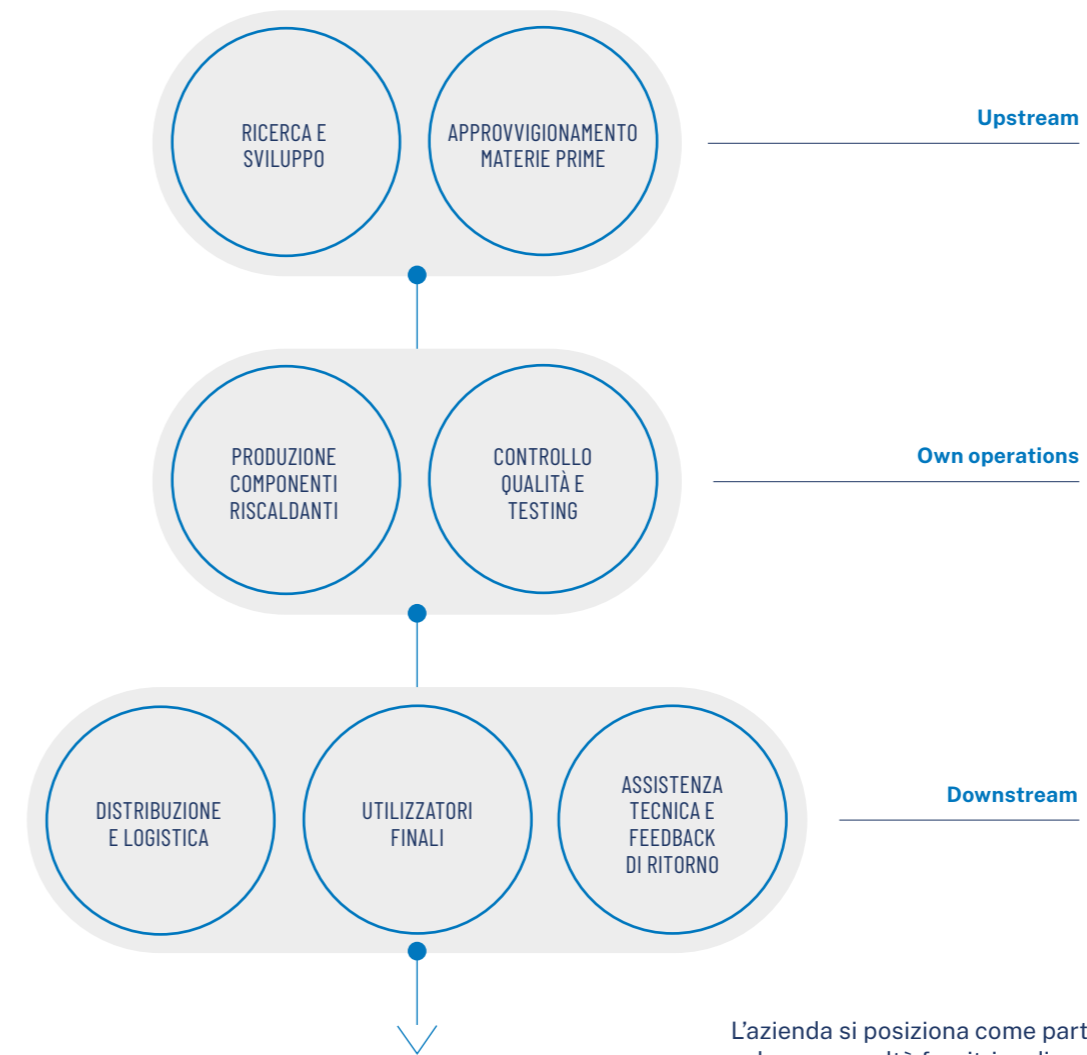 RICERCA E
SVILUPPO
APPROVVIGIONAMENTO
MATERIE PRIME
Upstream
PRODUZIONE
COMPONENTI
RISCALDANTI
CONTROLLO
QUALITÀ E
TESTING
Own operations
DISTRIBUZIONE
E LOGISTICA
UTILIZZATORI
FINALI
ASSISTENZA
TECNICA E
FEEDBACK
DI RITORNO
Downstream
L'azienda si posiziona come part